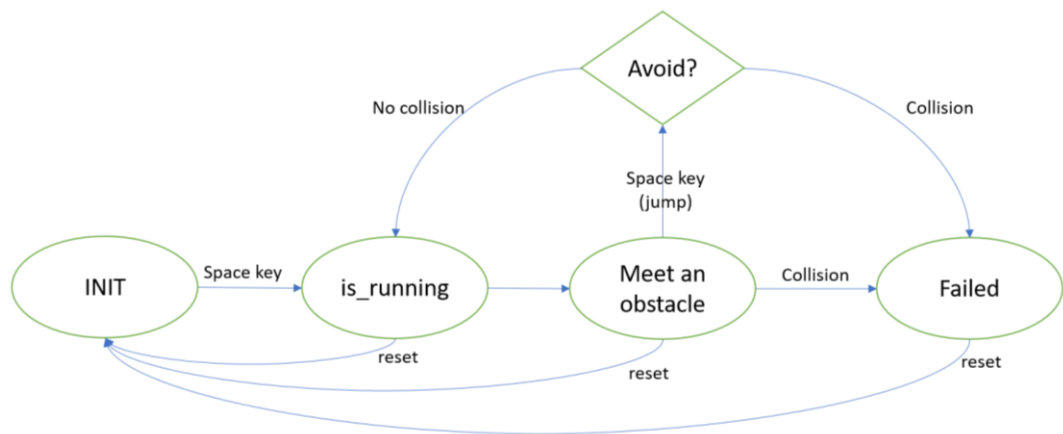 Avoid?
No collision
Collision
Space key
(jump)
INIT
Space key
is_running
Meet an
obstacle
Collision
Failed
reset
reset
reset